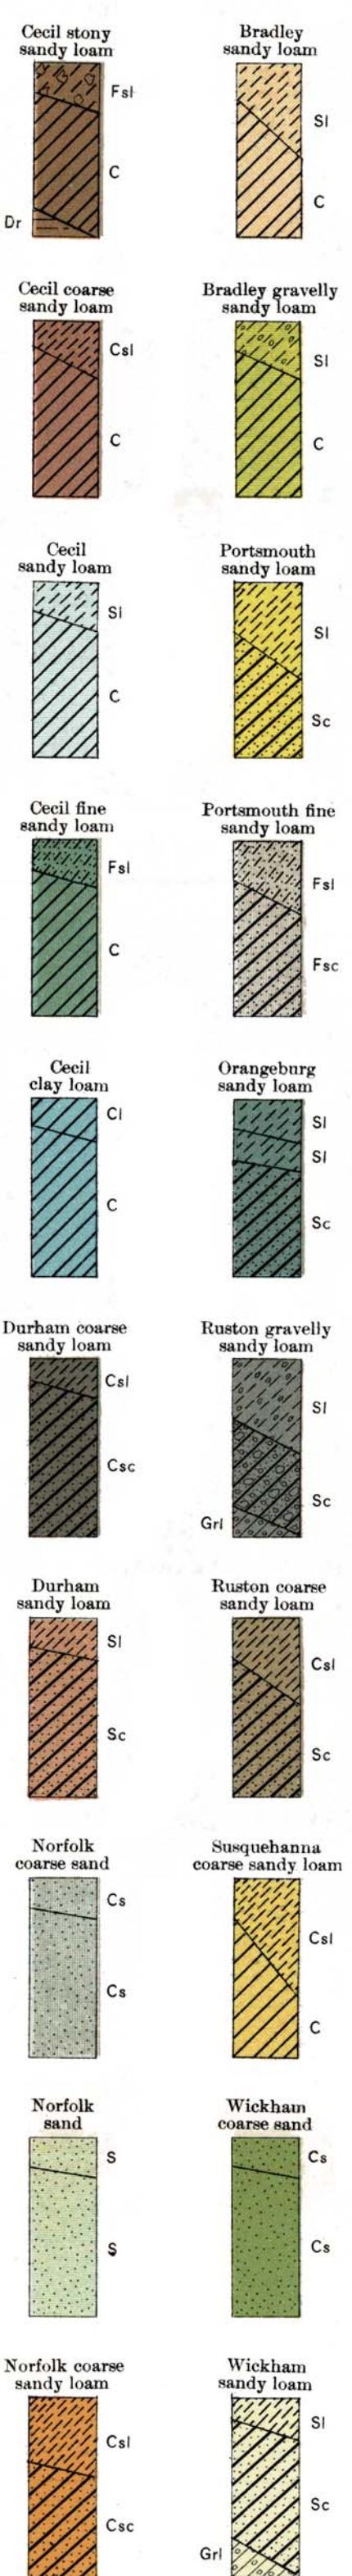 Cecil stony
sandy loam
Fsl
C
Dr
Bradley
sandy loam
Sl
C
Cecil coarse
sandy loam
Csl
C
Bradley gravelly
sandy loam
Sl
C
Cecil
sandy loam
Sl
C
Portsmouth
sandy loam
Sl
Sc
Cecil fine
sandy loam
Fsl
C
Portsmouth fine
sandy loam
Fsl
Fsc
Cecil
clay loam
Cl
C
Orangeburg
sandy loam
Sl
Sl
Sc
Durham coarse
sandy loam
Csl
Csc
Ruston gravelly
sandy loam
Sl
Sc
Grl
Durham
sandy loam
Sl
Sc
Ruston coarse
sandy loam
Csl
Sc
Norfolk
coarse sand
Cs
Cs
Susquehanna
coarse sandy loam
Csl
C
Norfolk
sand
S
S
Wickham
coarse sand
Cs
Cs
Norfolk coarse
sandy loam
Csl
Csc
Wickham
sandy loam
Sl
Sc
Grl